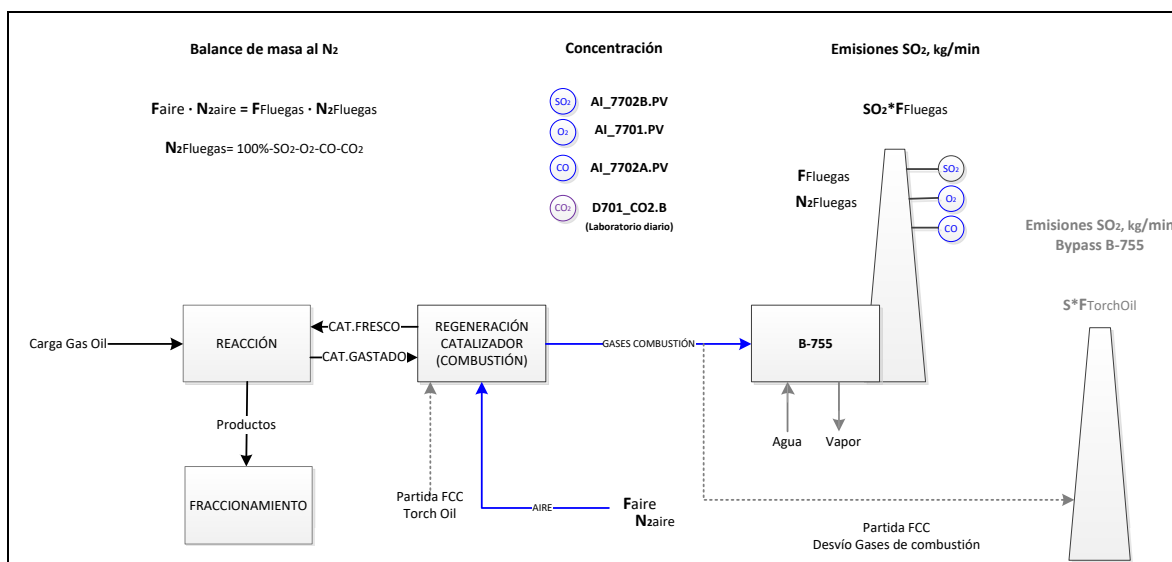 Balance de masa al N2
Concentración
Emisiones SO2, kg/min
Faire · N2aire = FFluegas · N2Fluegas
N2Fluegas= 100%-SO2-O2-CO-CO2
SO2 AI_7702B.PV
O2 AI_7701.PV
CO AI_7702A.PV
CO2 D701_CO2.B
(Laboratorio diario)
SO2*FFluegas
FFluegas
N2Fluegas
SO2
O2
CO
Emisiones SO2, kg/min
Bypass B-755
S*FTorchOil
Carga Gas Oil
REACCIÓN
CAT.FRESCO
CAT.GASTADO
REGENERACIÓN
CATALIZADOR
(COMBUSTIÓN)
GASES COMBUSTIÓN
B-755
Productos
Agua
Vapor
FRACCIONAMIENTO
Partida FCC
Torch Oil
AIRE
Faire
N2aire
Partida FCC
Desvío Gases de combustión